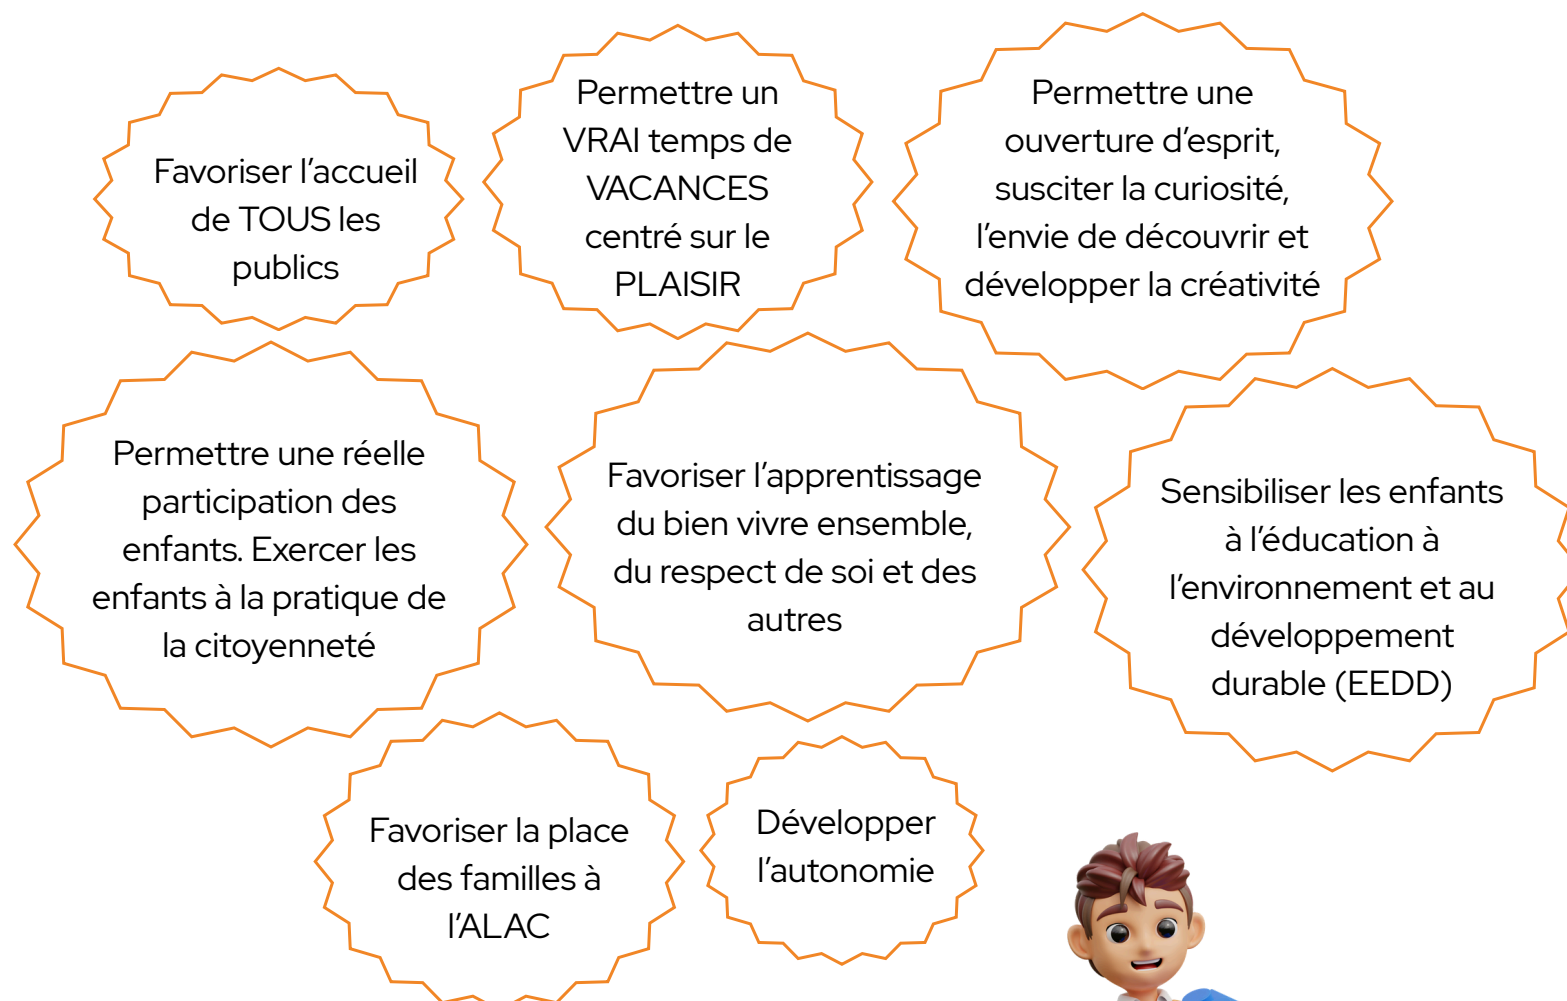 Favoriser l’accueil
de TOUS les
publics
Permettre un
VRAI temps de
VACANCES
centré sur le
PLAISIR
Permettre une
ouverture d’esprit,
susciter la curiosité,
l’envie de découvrir et
développer la créativité
Permettre une réelle
participation des
enfants. Exercer les
enfants à la pratique de
la citoyenneté
Favoriser l’apprentissage
du bien vivre ensemble,
du respect de soi et des
autres
Sensibiliser les enfants
à l’éducation à
l’environnement et au
développement
durable (EEDD)
Favoriser la place
des familles à
l’ALAC
Développer
l’autonomie